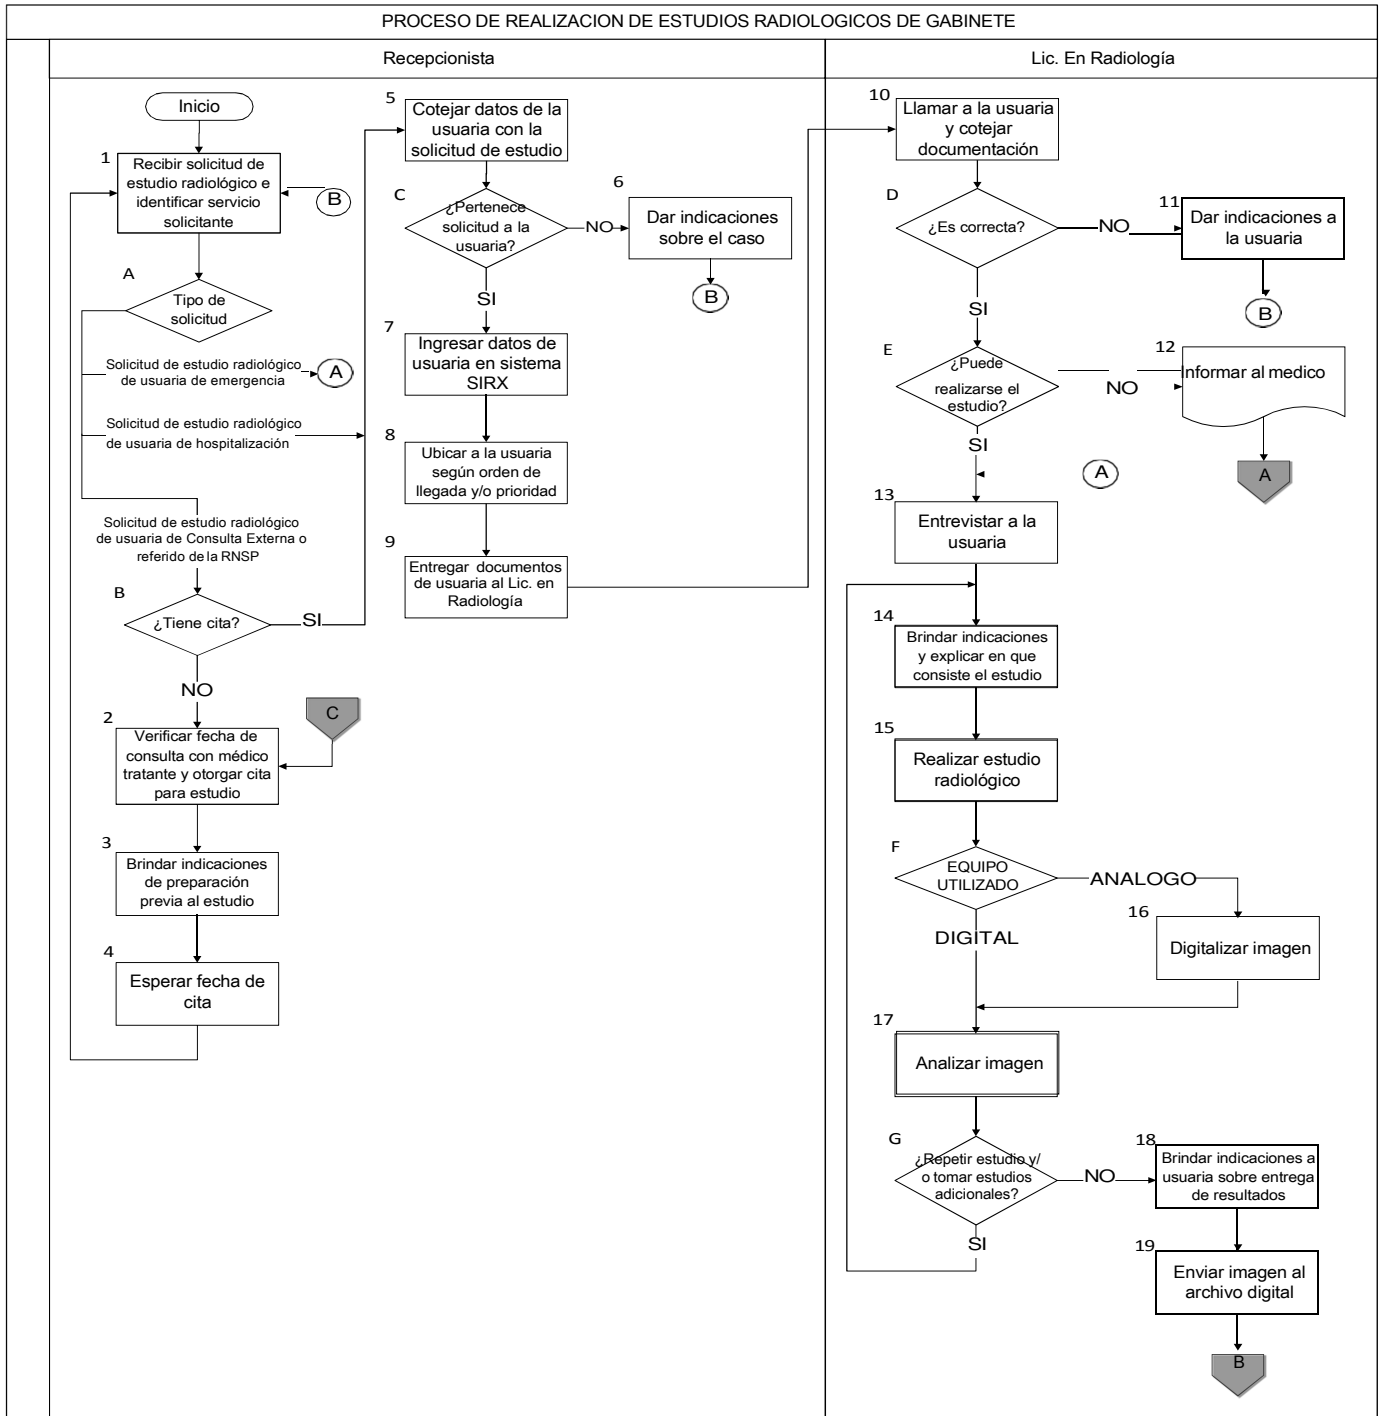 PROCESO DE REALIZACION DE ESTUDIOS RADIOLOGICOS DE GABINETE
Recepcionista
Lic. En Radiología
Inicio
1
Recibir solicitud de
estudio radiológico e
identificar servicio
solicitante
B
A
Tipo de
solicitud
Solicitud de estudio radiológico
de usuaria de emergencia
A
Solicitud de estudio radiológico
de usuaria de hospitalización
Solicitud de estudio radiológico
de usuaria de Consulta Externa o
referido de la RNSP
B
¿Tiene cita?
SI
NO
C
2
Verificar fecha de
consulta con médico
tratante y otorgar cita
para estudio
3
Brindar indicaciones
de preparación
previa al estudio
4
Esperar fecha de
cita
5
Cotejar datos de la
usuaria con la
solicitud de estudio
C
¿Pertenece
solicitud a la
usuaria?
NO
6
Dar indicaciones
sobre el caso
B
SI
7
Ingresar datos de
usuaria en sistema
SIRX
8
Ubicar a la usuaria
según orden de
llegada y/o prioridad
9
Entregar documentos
de usuaria al Lic. en
Radiología
10
Llamar a la usuaria
y cotejar
documentación
D
¿Es correcta?
NO
11
Dar indicaciones a
la usuaria
B
SI
E
¿Puede
realizarse el
estudio?
NO
12
Informar al medico
A
SI
A
13
Entrevistar a la
usuaria
14
Brindar indicaciones
y explicar en que
consiste el estudio
15
Realizar estudio
radiológico
F
EQUIPO
UTILIZADO
ANALOGO
16
Digitalizar imagen
DIGITAL
17
Analizar imagen
G
¿Repetir estudio y/
o tomar estudios
adicionales?
NO
SI
18
Brindar indicaciones a
usuaria sobre entrega
de resultados
19
Enviar imagen al
archivo digital
B